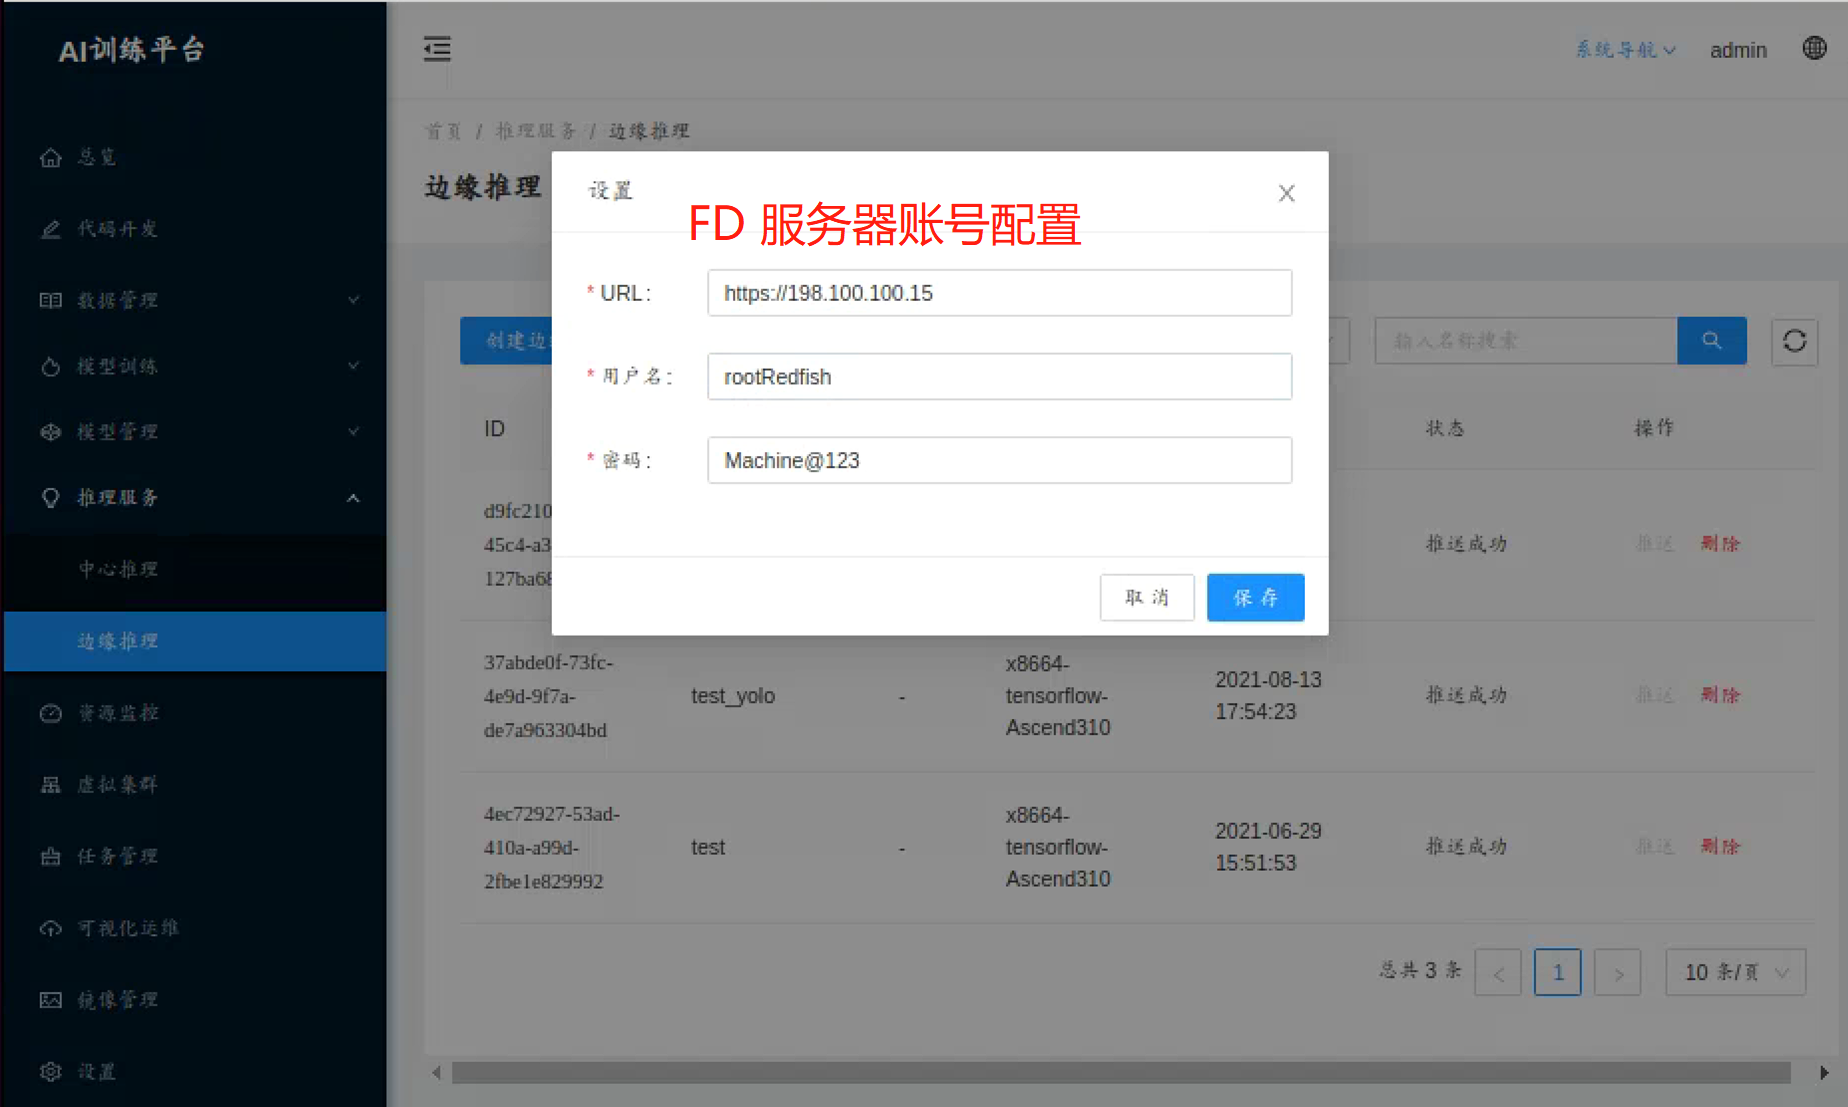 AI训练平台
系统导航
admin
首页 / 推理服务 / 边缘推理
边缘推理
总览
代码开发
数据管理
模型训练
模型管理
推理服务
中心推理
边缘推理
资源监控
虚拟集群
任务管理
可视化运维
镜像管理
设置
设置
FD 服务器账号配置
* URL:
https://198.100.100.15
* 用户名:
rootRedfish
* 密码:
Machine@123
取 消
保 存
创建边
输入名称搜索
ID
状态
操作
d9fc210
45c4-a3
127ba68
推送成功
推送 删除
37abde0f-73fc-
4e9d-9f7a-
de7a963304bd
test_yolo
-
x8664-
tensorflow-
Ascend310
2021-08-13
17:54:23
推送成功
推送 删除
4ec72927-53ad-
410a-a99d-
2fbe1e829992
test
-
x8664-
tensorflow-
Ascend310
2021-06-29
15:51:53
推送成功
推送 删除
总共 3 条
<
1
>
10 条/页